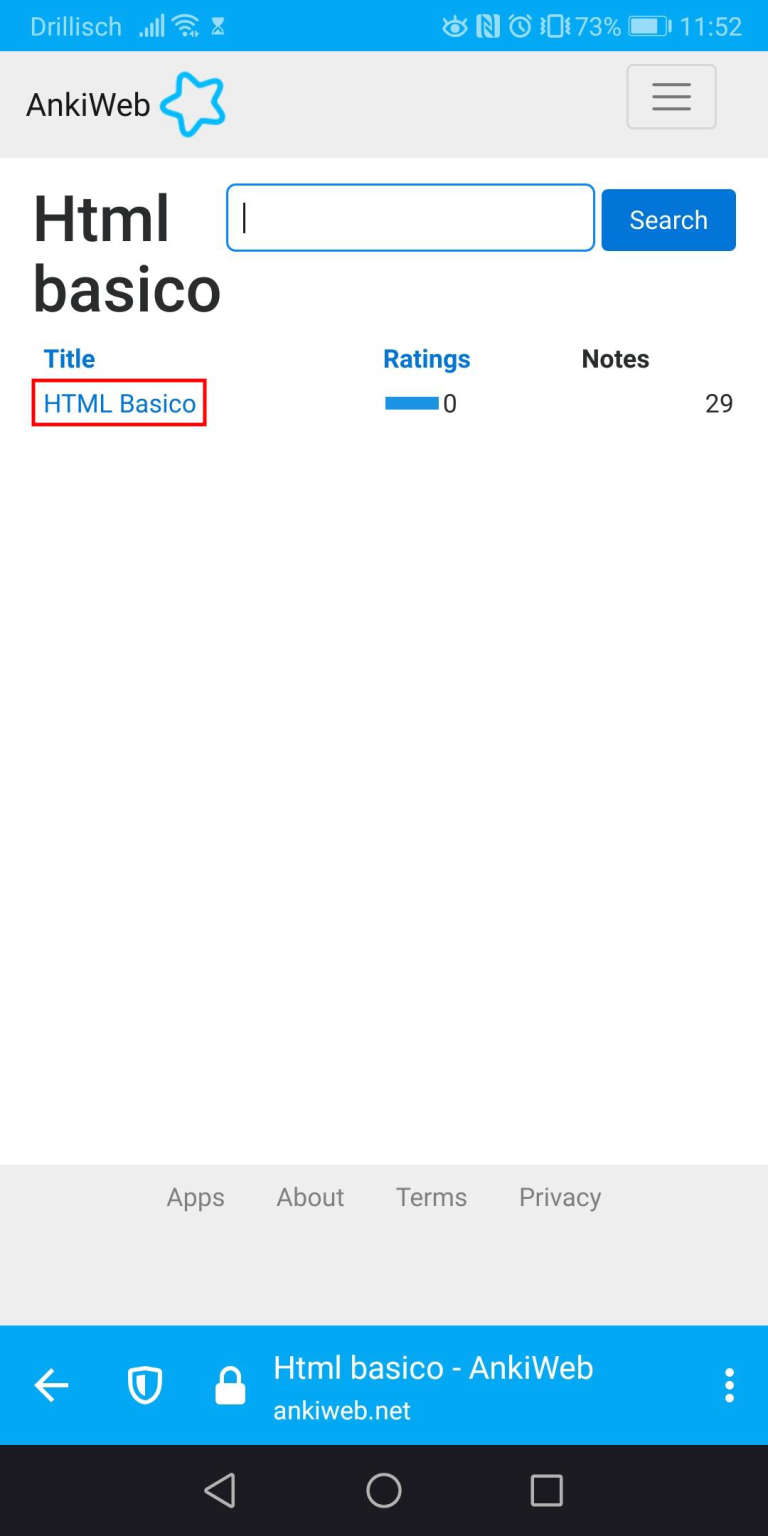 Drillisch 73% 11:52
AnkiWeb
Html basico
Search
Title Ratings Notes
HTML Basico 0 29
Apps About Terms Privacy
Html basico - AnkiWeb
ankiweb.net